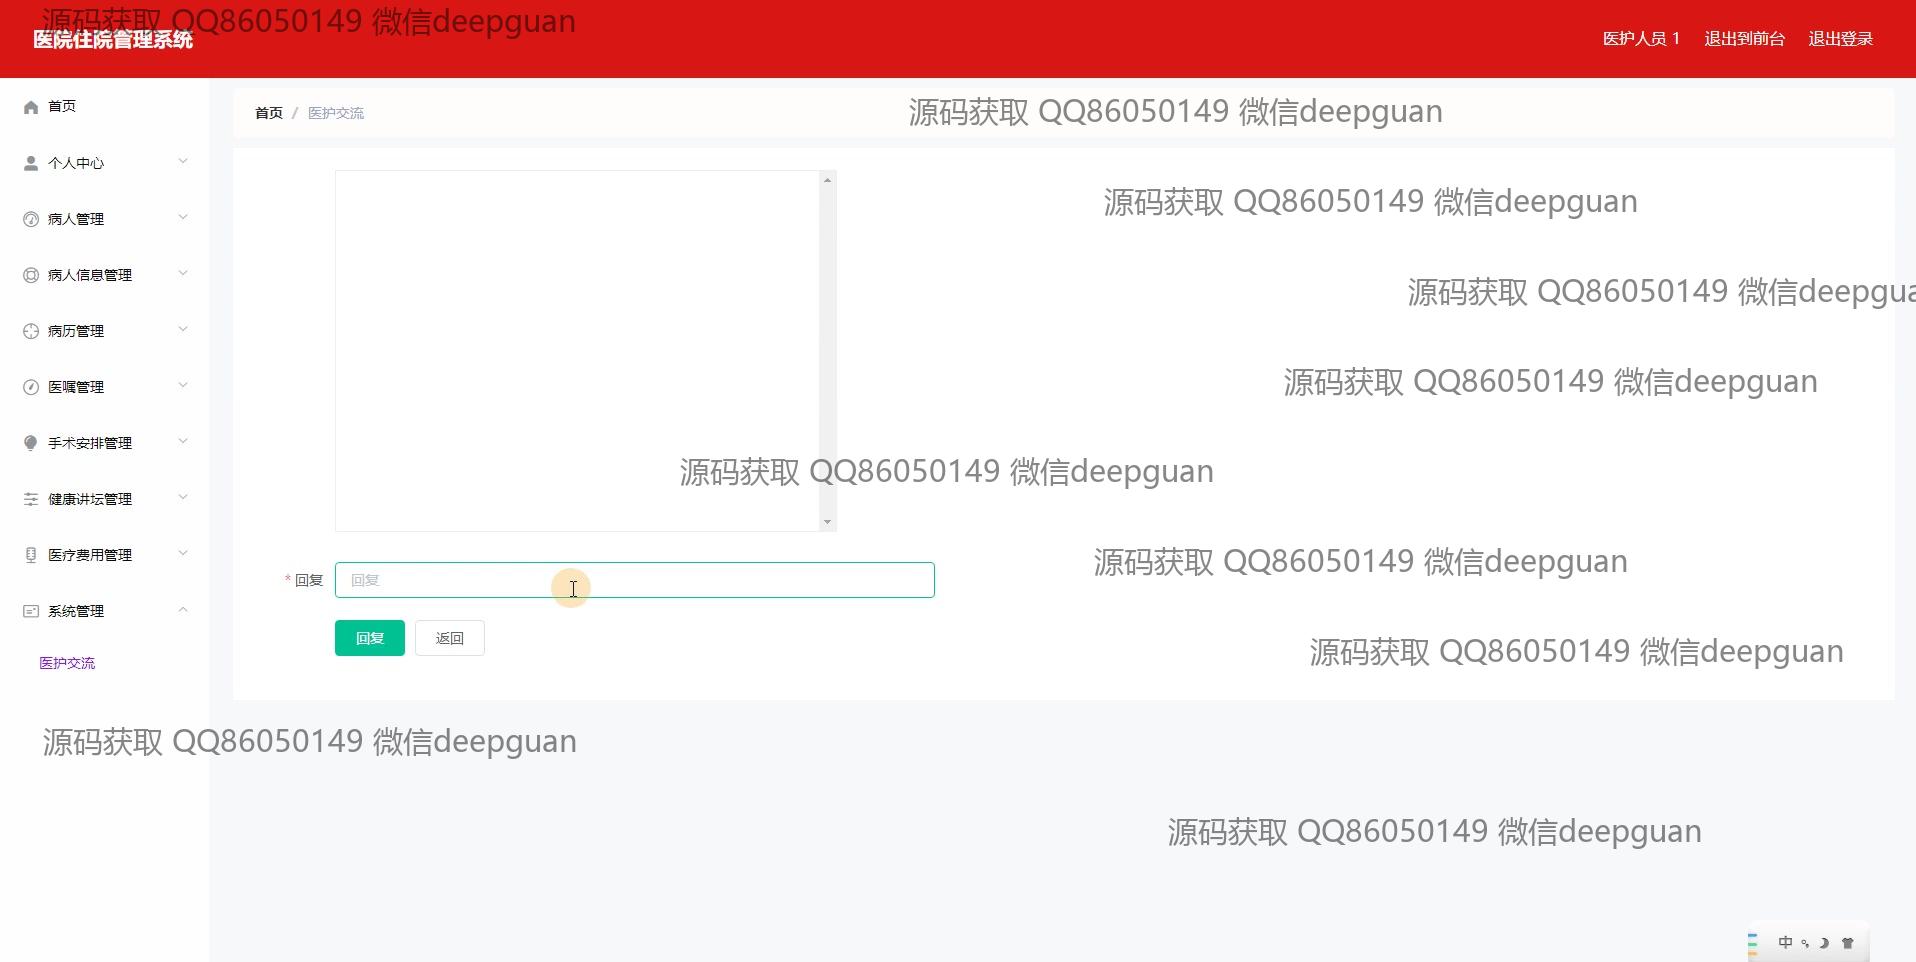 源码获取 QQ86050149 微信deepguan
医院住院管理系统
医护人员 1
退出到前台
退出登录
首页
首页 / 医护交流
源码获取 QQ86050149 微信deepguan
个人中心
源码获取 QQ86050149 微信deepguan
病人管理
病人信息管理
源码获取 QQ86050149 微信deepgua
病历管理
医嘱管理
源码获取 QQ86050149 微信deepguan
手术安排管理
源码获取 QQ86050149 微信deepguan
健康讲坛管理
医疗费用管理
源码获取 QQ86050149 微信deepguan
* 回复
回复
系统管理
回复
返回
源码获取 QQ86050149 微信deepguan
医护交流
源码获取 QQ86050149 微信deepguan
源码获取 QQ86050149 微信deepguan
中